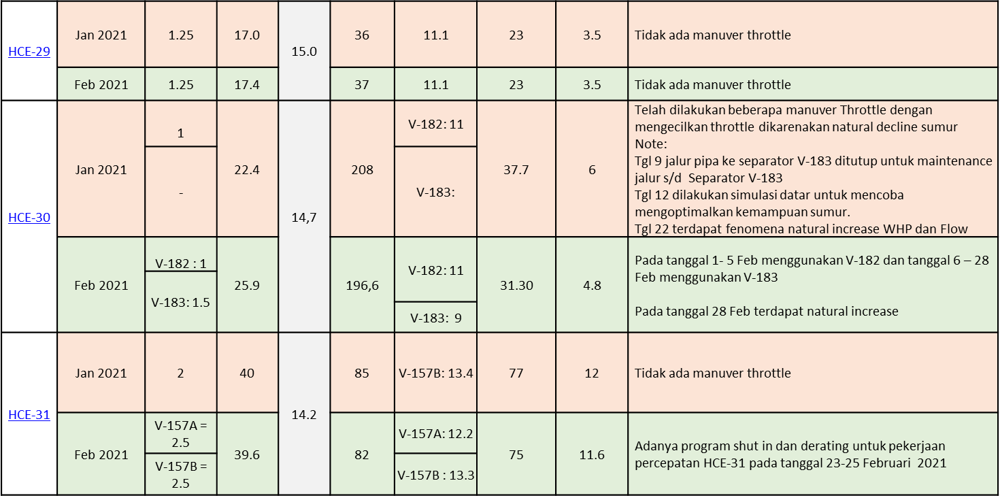 HCE-29
Jan 2021
1.25
17.0
15.0
36
11.1
23
3.5
Tidak ada manuver throttle
Feb 2021
1.25
17.4
37
11.1
23
3.5
Tidak ada manuver throttle
HCE-30
Jan 2021
1
-
22.4
14,7
208
V-182: 11
V-183:
37.7
6
Telah dilakukan beberapa manuver Throttle dengan
mengecilkan throttle dikarenakan natural decline sumur
Note:
Tgl 9 jalur pipa ke separator V-183 ditutup untuk maintenance
jalur s/d Separator V-183
Tgl 12 dilakukan simulasi datar untuk mencoba
mengoptimalkan kemampuan sumur.
Tgl 22 terdapat fenomena natural increase WHP dan Flow
Feb 2021
V-182 : 1
V-183: 1.5
25.9
196,6
V-182: 11
V-183: 9
31.30
4.8
Pada tanggal 1- 5 Feb menggunakan V-182 dan tanggal 6 – 28
Feb menggunakan V-183
Pada tanggal 28 Feb terdapat natural increase
HCE-31
Jan 2021
2
40
14.2
85
V-157B: 13.4
77
12
Tidak ada manuver throttle
Feb 2021
V-157A =
2.5
V-157B =
2.5
39.6
82
V-157A: 12.2
V-157B : 13.3
75
11.6
Adanya program shut in dan derating untuk pekerjaan
percepatan HCE-31 pada tanggal 23-25 Februari 2021